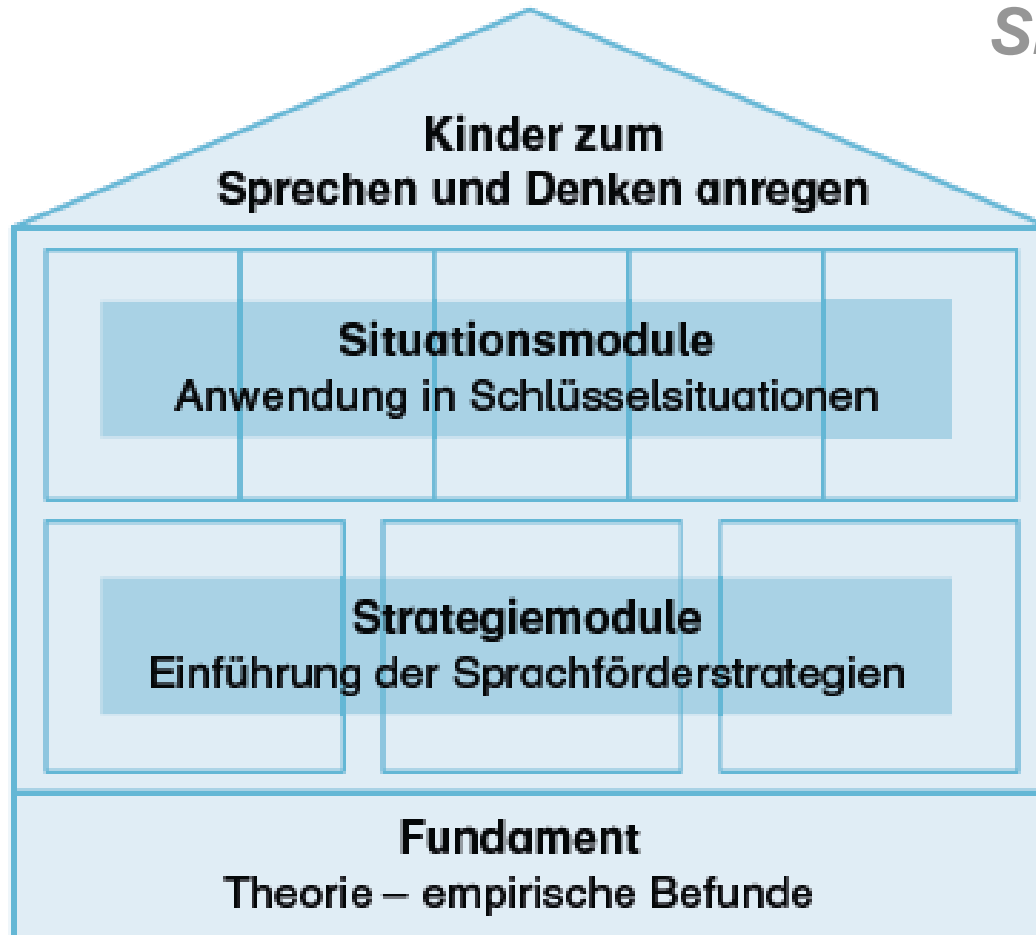 Kinder zum
Sprechen und Denken anregen
Situationsmodule
Anwendung in Schlüsselsituationen
Strategiemodule
Einführung der Sprachförderstrategien
Fundament
Theorie – empirische Befunde